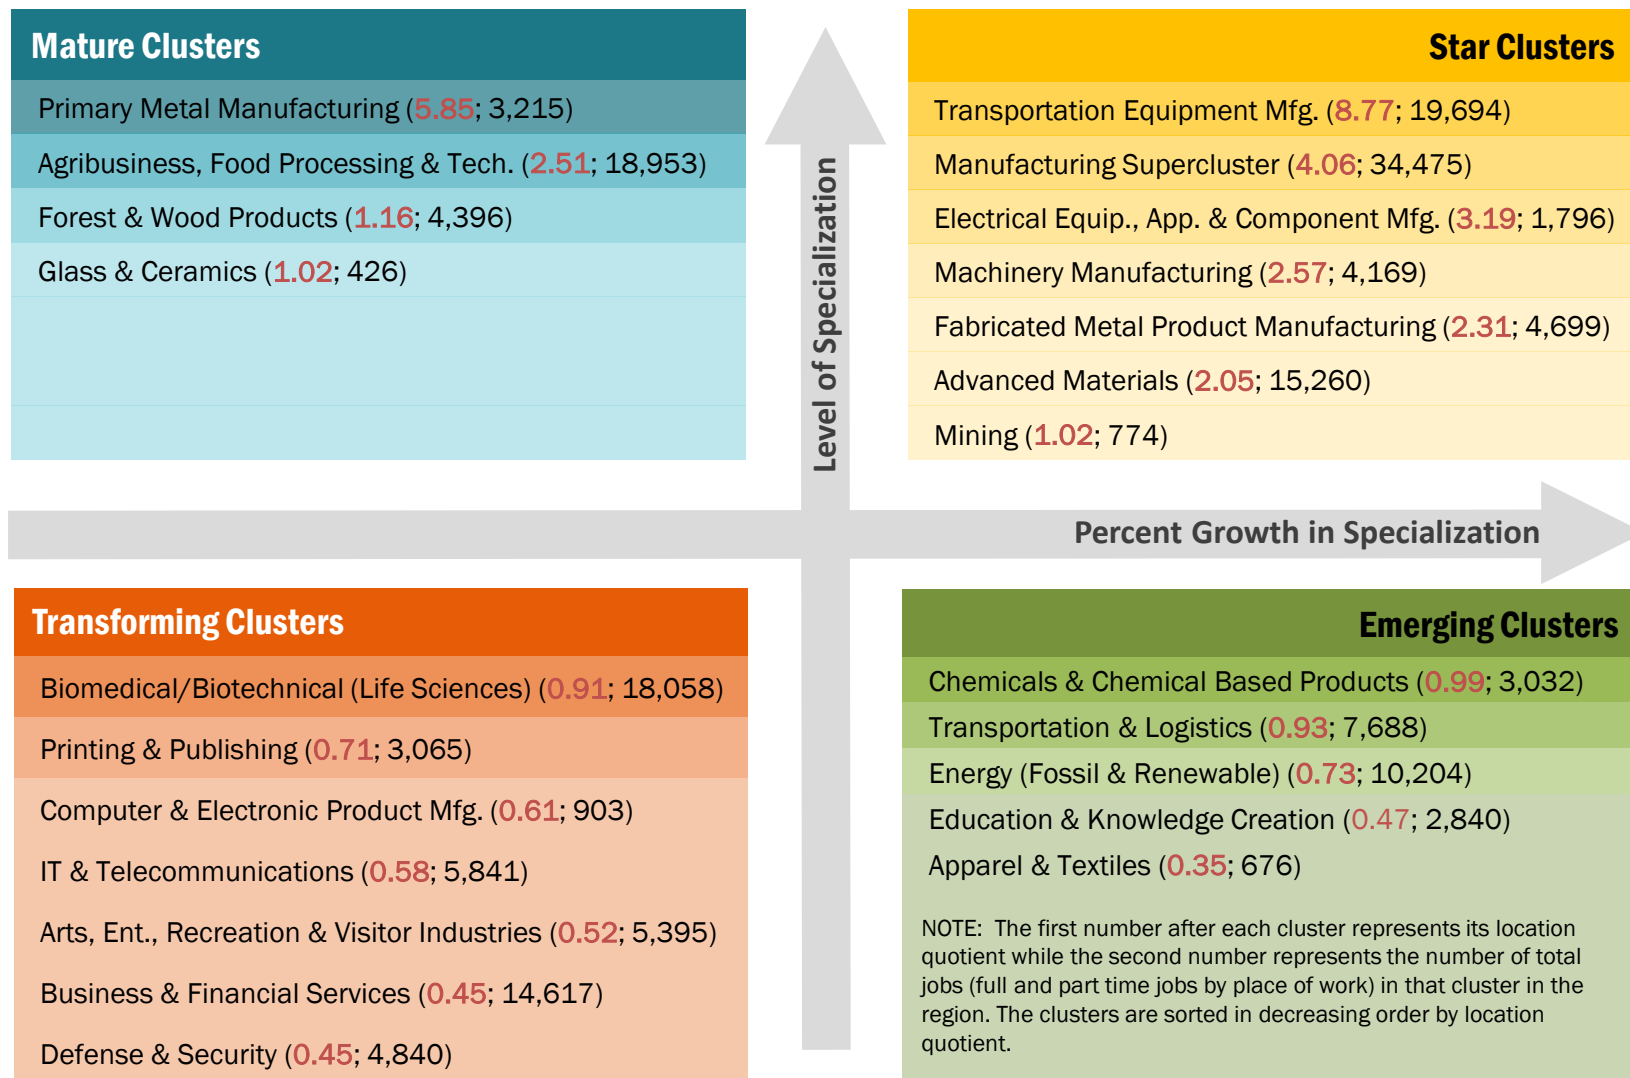 Mature Clusters
Primary Metal Manufacturing (5.85; 3,215)
Agribusiness, Food Processing & Tech. (2.51; 18,953)
Forest & Wood Products (1.16; 4,396)
Glass & Ceramics (1.02; 426)
Star Clusters
Transportation Equipment Mfg. (8.77; 19,694)
Manufacturing Supercluster (4.06; 34,475)
Electrical Equip., App. & Component Mfg. (3.19; 1,796)
Machinery Manufacturing (2.57; 4,169)
Fabricated Metal Product Manufacturing (2.31; 4,699)
Advanced Materials (2.05; 15,260)
Mining (1.02; 774)
Level of Specialization
Percent Growth in Specialization
Transforming Clusters
Biomedical/Biotechnical (Life Sciences) (0.91; 18,058)
Printing & Publishing (0.71; 3,065)
Computer & Electronic Product Mfg. (0.61; 903)
IT & Telecommunications (0.58; 5,841)
Arts, Ent., Recreation & Visitor Industries (0.52; 5,395)
Business & Financial Services (0.45; 14,617)
Defense & Security (0.45; 4,840)
Emerging Clusters
Chemicals & Chemical Based Products (0.99; 3,032)
Transportation & Logistics (0.93; 7,688)
Energy (Fossil & Renewable) (0.73; 10,204)
Education & Knowledge Creation (0.47; 2,840)
Apparel & Textiles (0.35; 676)
NOTE: The first number after each cluster represents its location
quotient while the second number represents the number of total
jobs (full and part time jobs by place of work) in that cluster in the
region. The clusters are sorted in decreasing order by location
quotient.